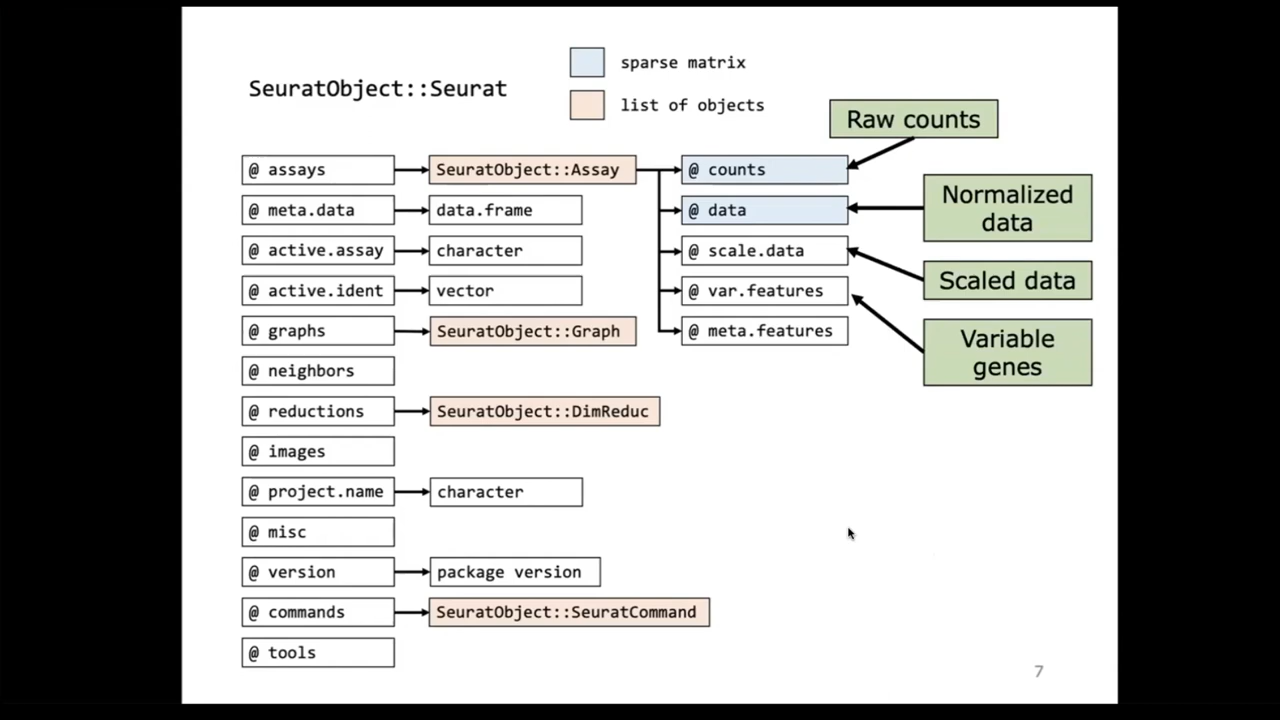 SeuratObject::Seurat
sparse matrix
list of objects
Raw counts
@ assays
SeuratObject::Assay
@ counts
@ meta.data
data.frame
@ data
Normalized
data
@ active.assay
character
@ scale.data
Scaled data
@ active.ident
vector
@ var.features
Variable
genes
@ graphs
SeuratObject::Graph
@ meta.features
@ neighbors
@ reductions
SeuratObject::DimReduc
@ images
@ project.name
character
@ misc
@ version
package version
@ commands
SeuratObject::SeuratCommand
@ tools
7